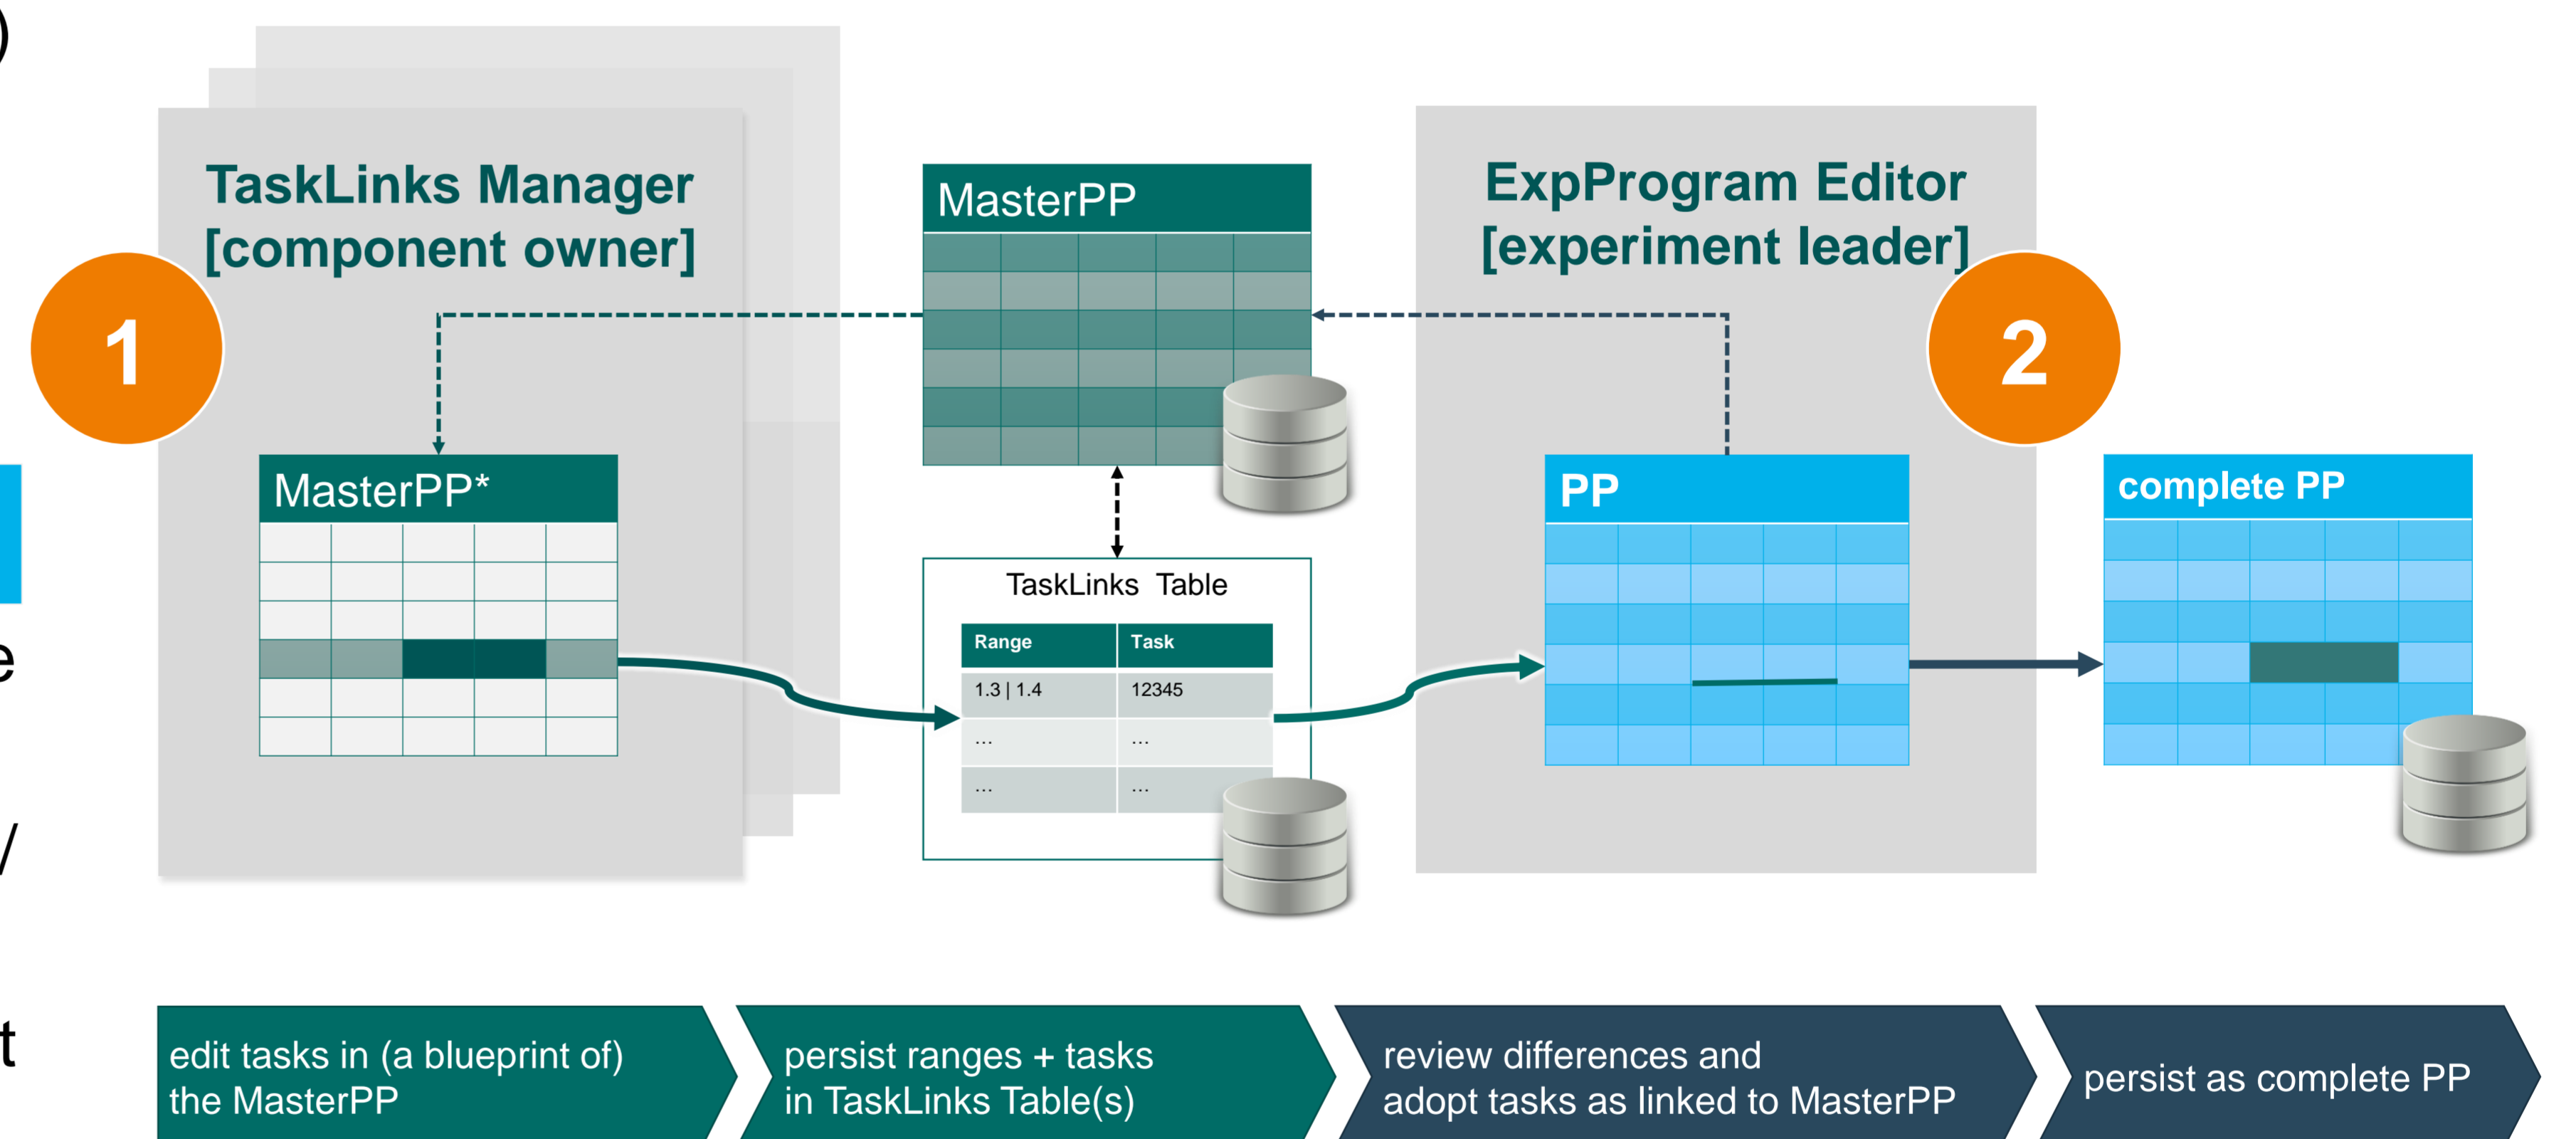 )
e
/
t
TaskLinks Manager
[component owner]
1
MasterPP*
MasterPP
TaskLinks Table
Range Task
1.3 | 1.4 12345
... ...
... ...
ExpProgram Editor
[experiment leader]
2
PP
complete PP
edit tasks in (a blueprint of)
the MasterPP
persist ranges + tasks
in TaskLinks Table(s)
review differences and
adopt tasks as linked to MasterPP
persist as complete PP